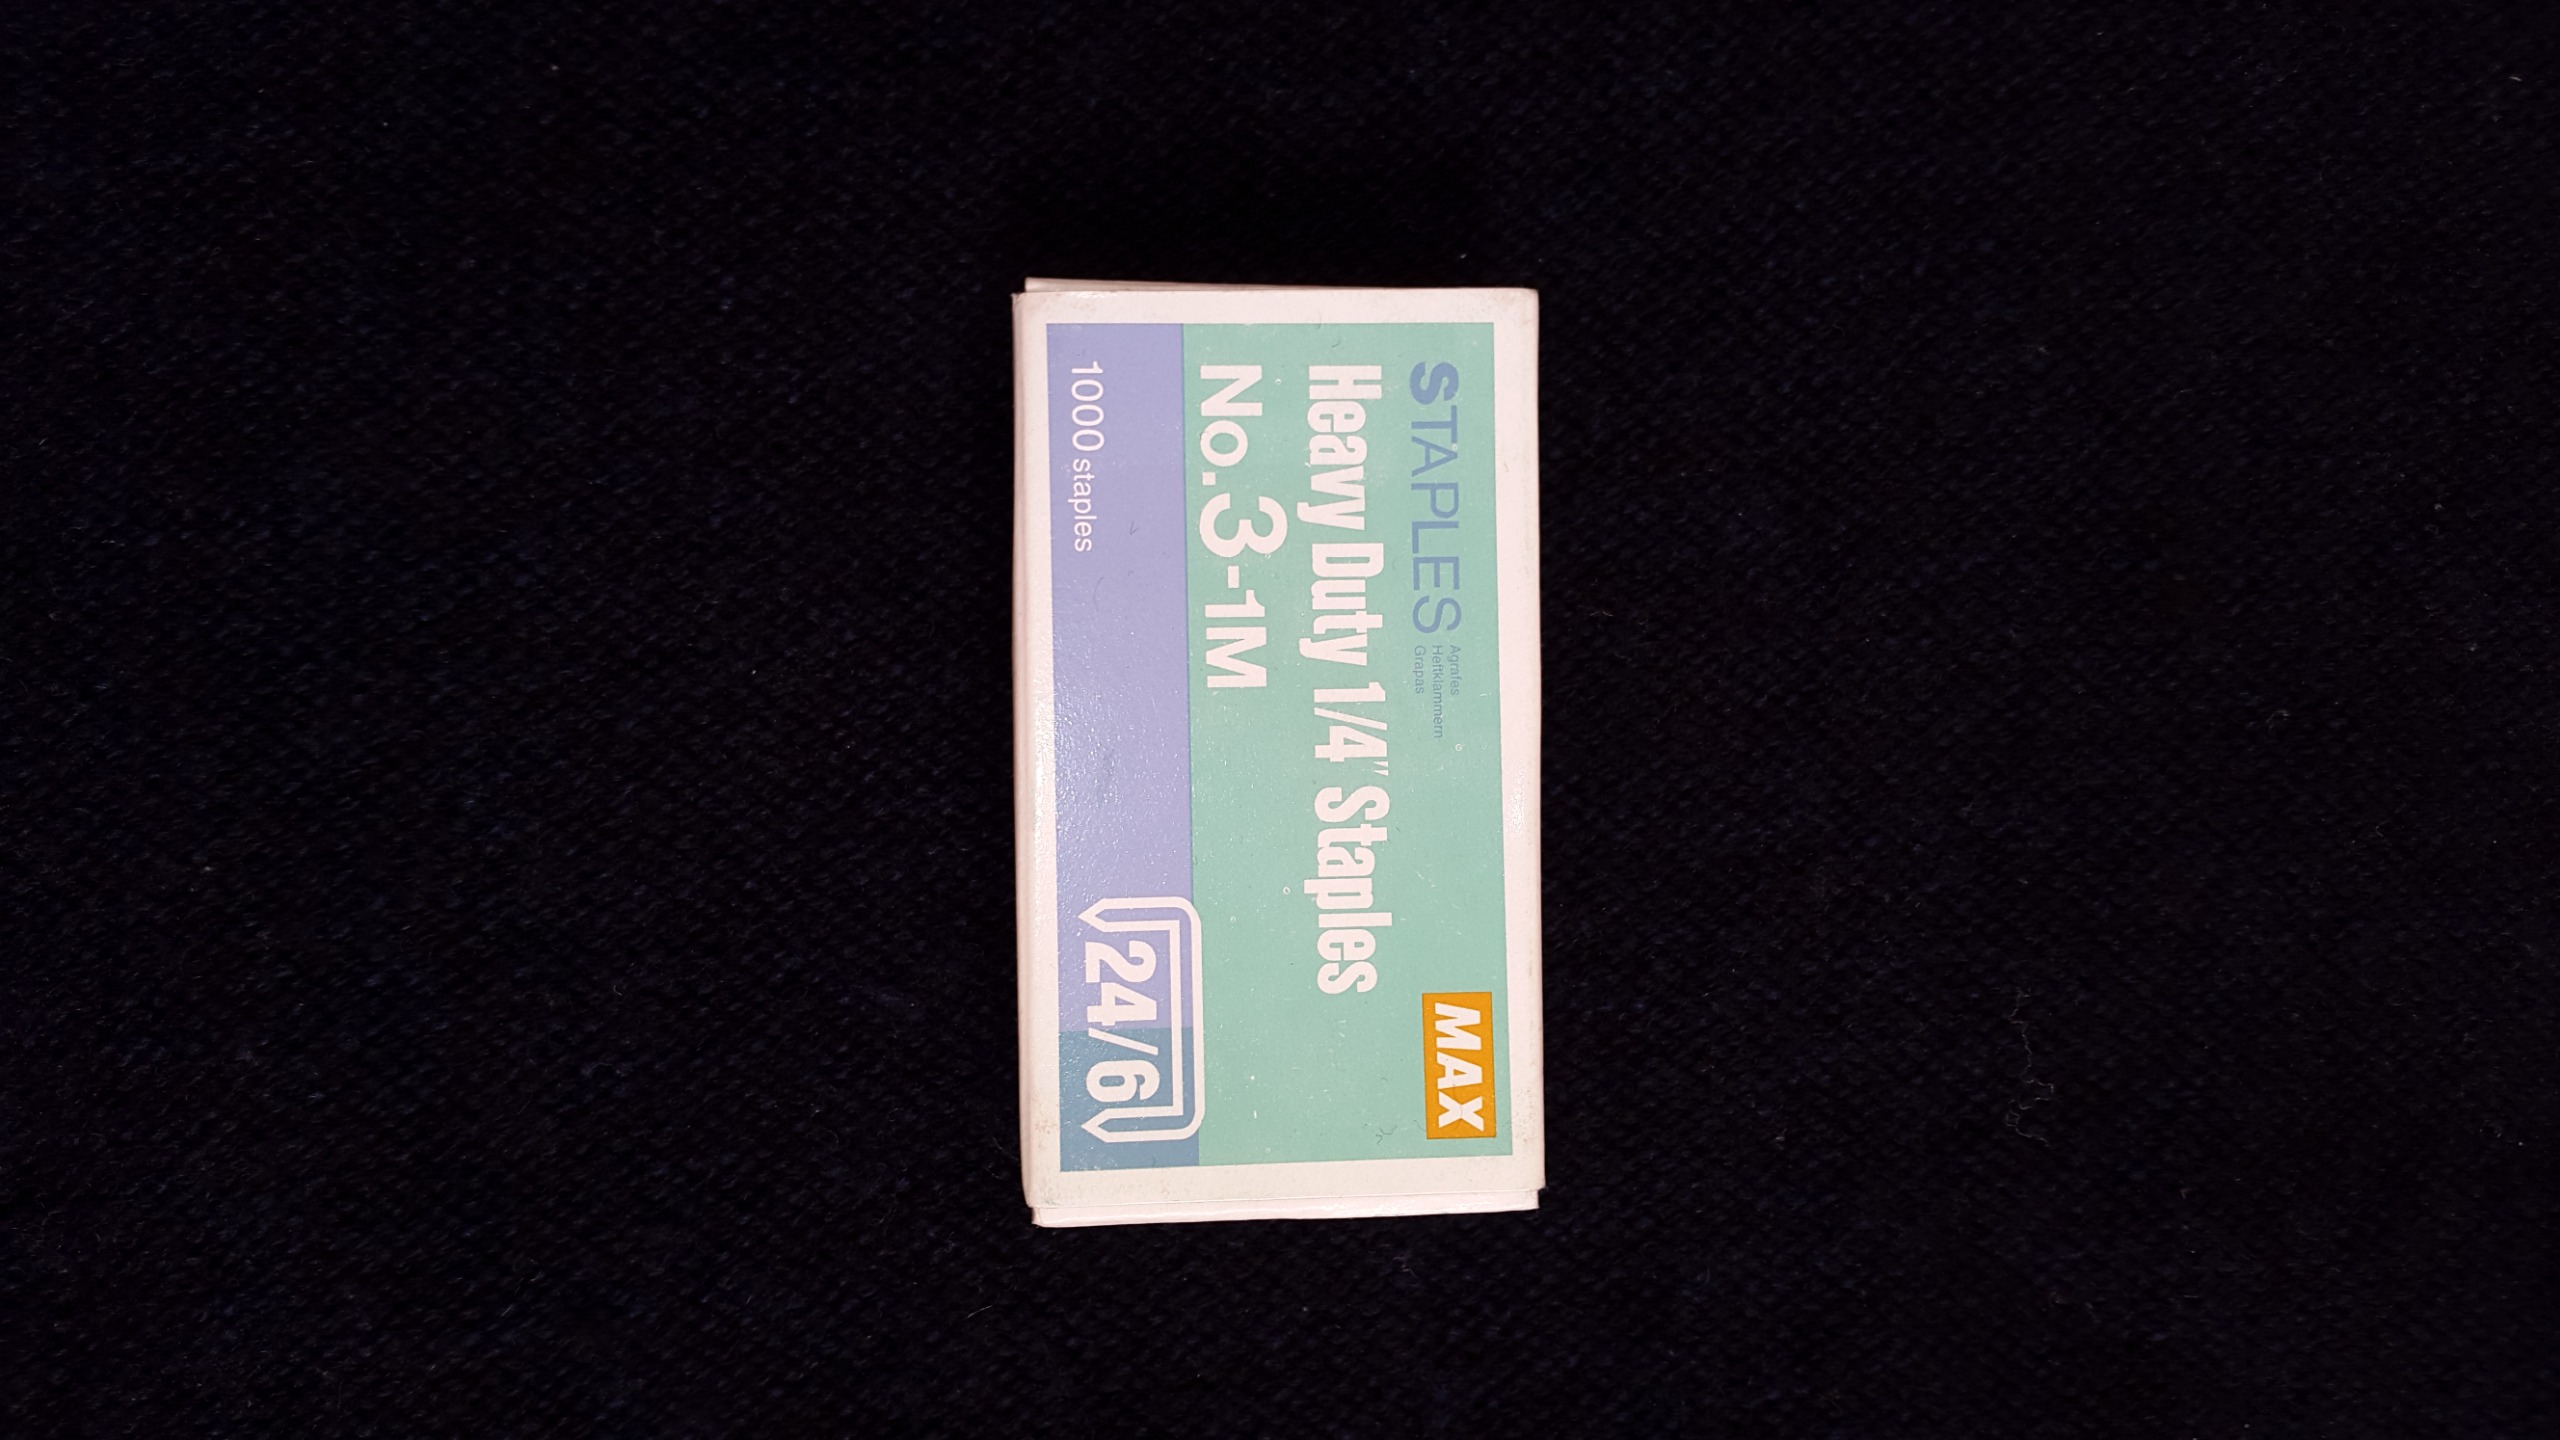 STAPLES
Agrafes
Heftklammern
Grapas
MAX
Heavy Duty 1/4" Staples
No.3-1M
1000 staples
24/6